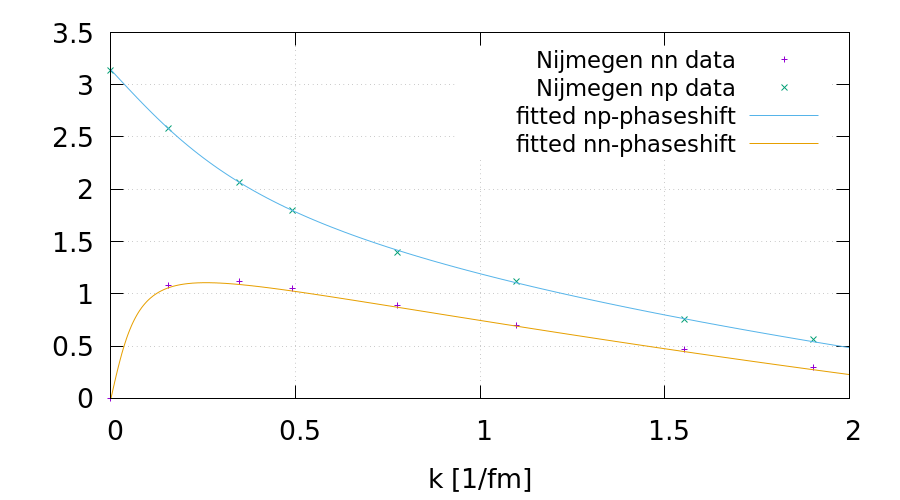 3.5
3
2.5
2
1.5
1
0.5
0
Nijmegen nn data
Nijmegen np data
fitted np-phaseshift
fitted nn-phaseshift
0 0.5 1 1.5 2
k [1/fm]